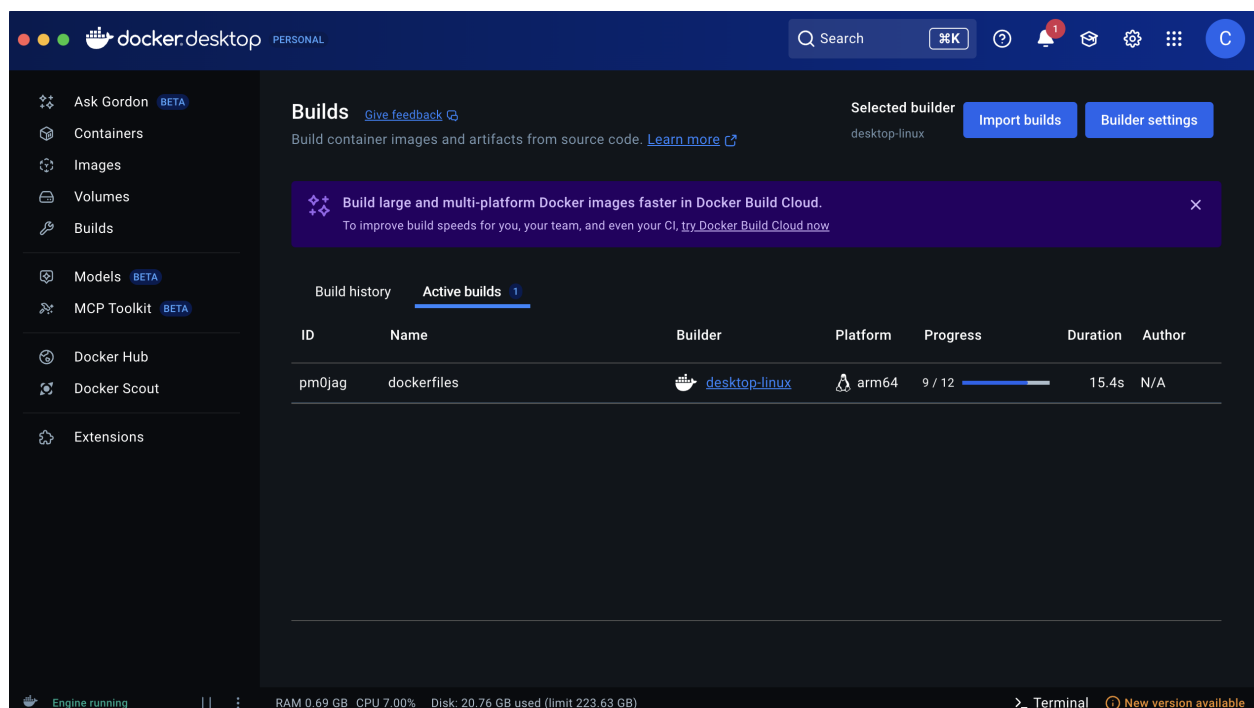 docker.desktop PERSONAL
Search
⌘K
1
C
Ask Gordon BETA
Containers
Images
Volumes
Builds
Models BETA
MCP Toolkit BETA
Docker Hub
Docker Scout
Extensions
Builds Give feedback
Build container images and artifacts from source code. Learn more
Selected builder
desktop-linux
Import builds
Builder settings
Build large and multi-platform Docker images faster in Docker Build Cloud.
To improve build speeds for you, your team, and even your CI, try Docker Build Cloud now
Build history Active builds 1
ID Name Builder Platform Progress Duration Author
pm0jag dockerfiles desktop-linux arm64 9 / 12 15.4s N/A
Engine running RAM 0.69 GB CPU 7.00% Disk: 20.76 GB used (limit 223.63 GB) >_ Terminal New version available